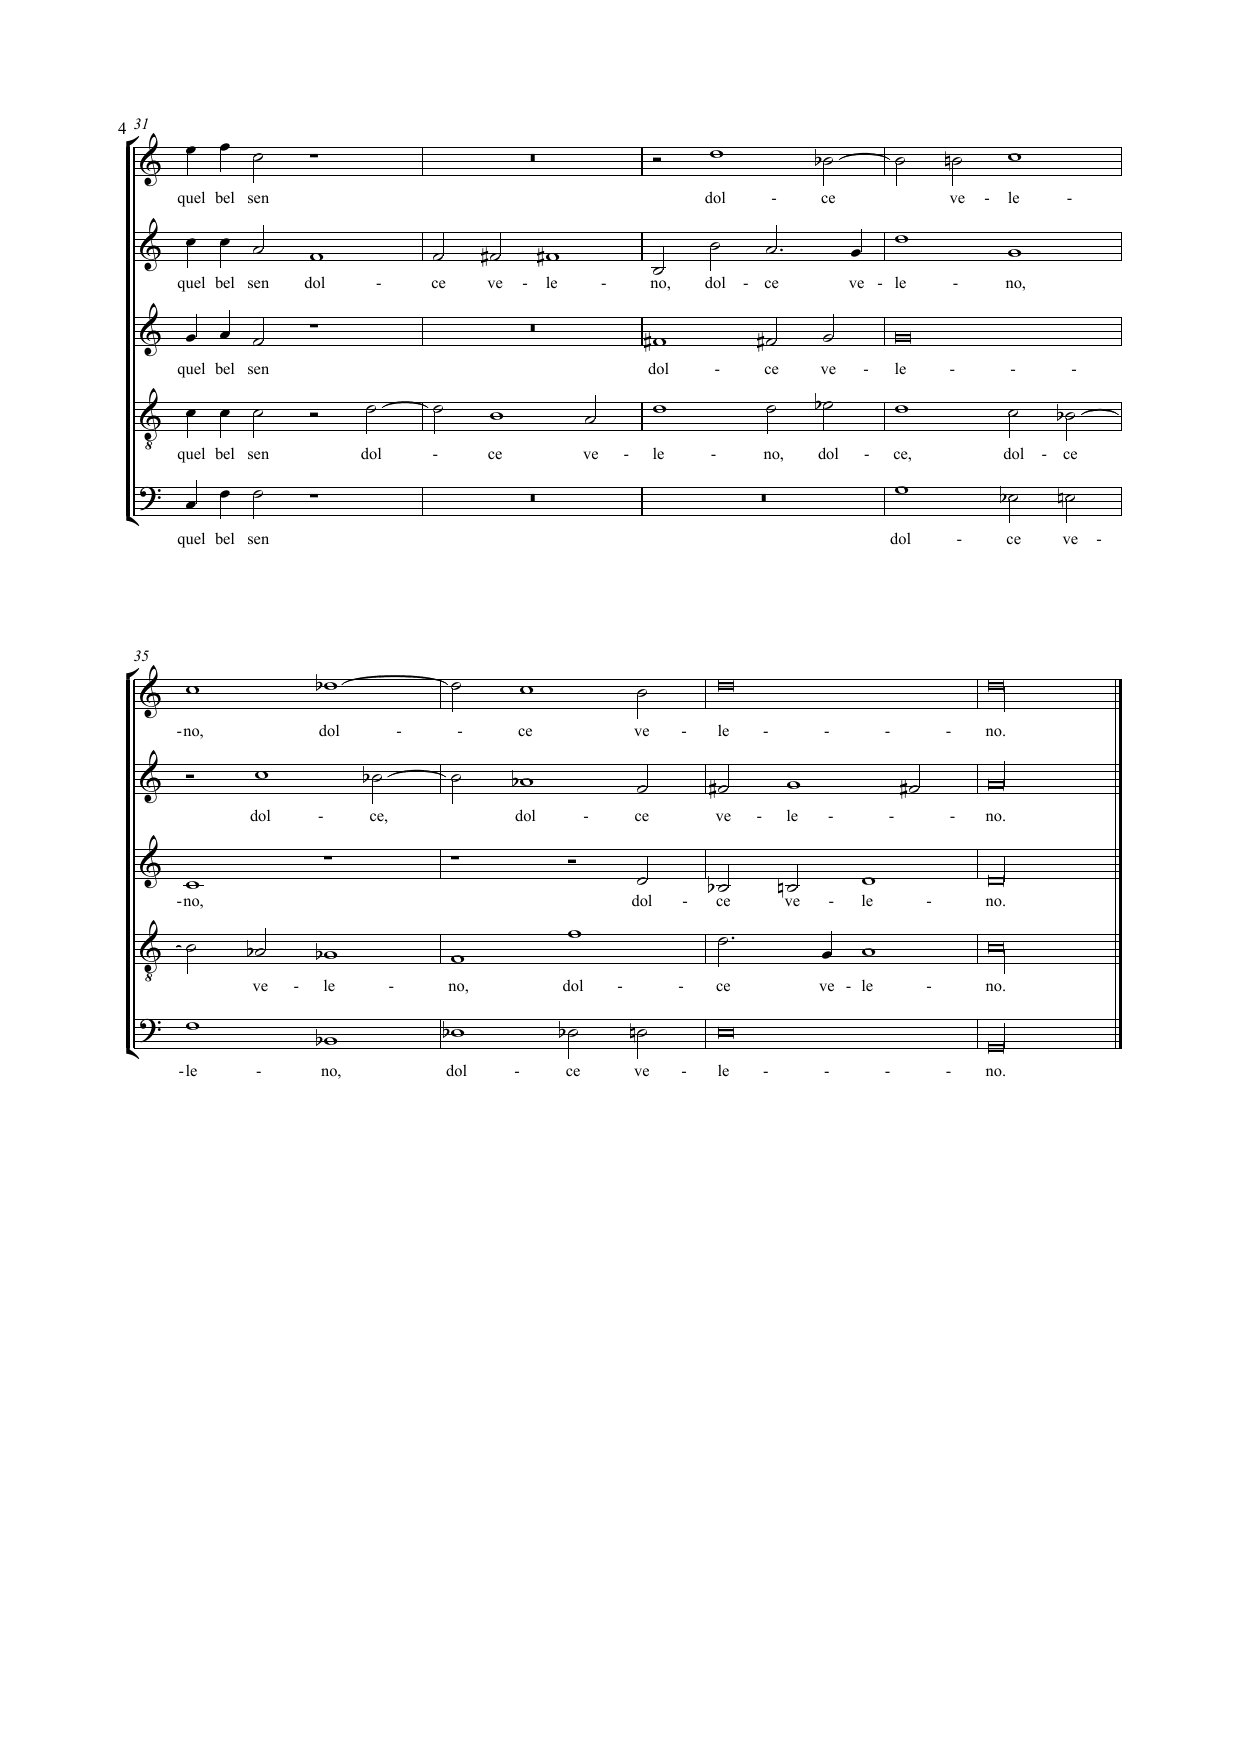 4 31
quel bel sen dol - ce ve - le -
quel bel sen dol - ce ve - le - no, dol - ce ve - le - no,
quel bel sen dol - ce ve - le - - -
quel bel sen dol - ce ve - le - no, dol - ce, dol - ce
quel bel sen dol - ce ve -
35
-no, dol - - ce ve - le - - - - no.
dol - ce, dol - ce ve - le - - - no.
-no, dol - ce ve - le - no.
ve - le - no, dol - - ce ve - le - no.
-le - no, dol - ce ve - le - - - - no.